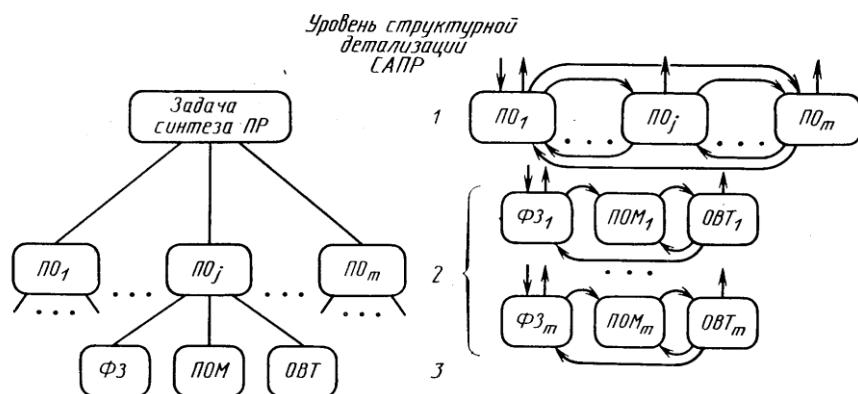 Уровень структурной
детализации
САПР
Задача
синтеза ПР
1
ПО₁
ПОⱼ
ПОₘ
ПО₁
ПОⱼ
ПОₘ
2
ФЗ₁
ПОМ₁
ОВТ₁
ФЗₘ
ПОМₘ
ОВТₘ
ФЗ
ПОМ
ОВТ
3